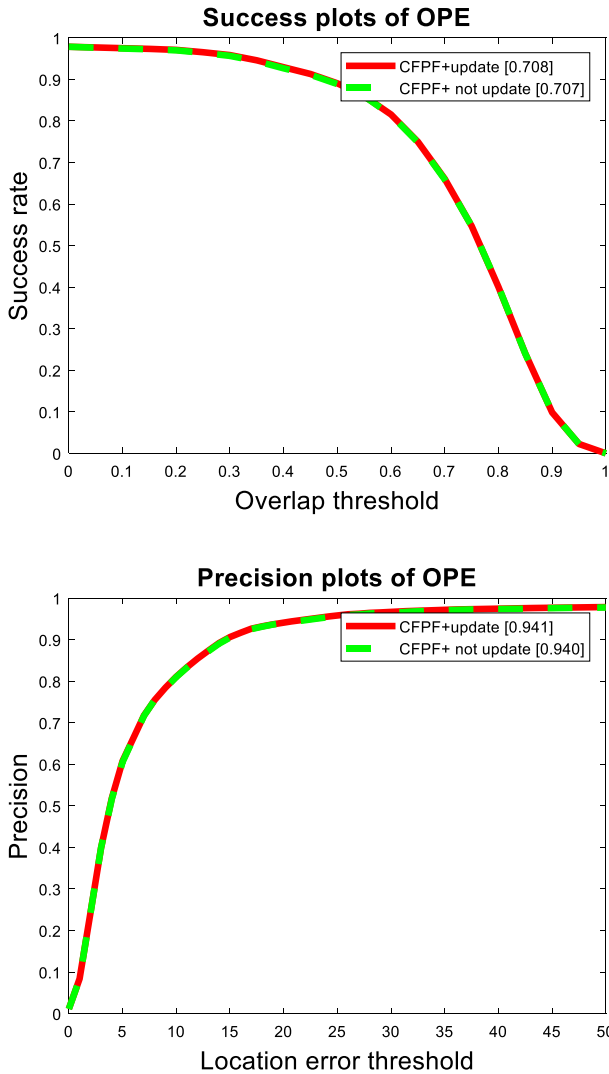 Success plots of OPE
1
0.9
0.8
0.7
0.6
0.5
0.4
0.3
0.2
0.1
0
CFPF+update [0.708]
CFPF+ not update [0.707]
Success rate
0 0.1 0.2 0.3 0.4 0.5 0.6 0.7 0.8 0.9 1
Overlap threshold
Precision plots of OPE
1
0.9
0.8
0.7
0.6
0.5
0.4
0.3
0.2
0.1
0
CFPF+update [0.941]
CFPF+ not update [0.940]
Precision
0 5 10 15 20 25 30 35 40 45 50
Location error threshold